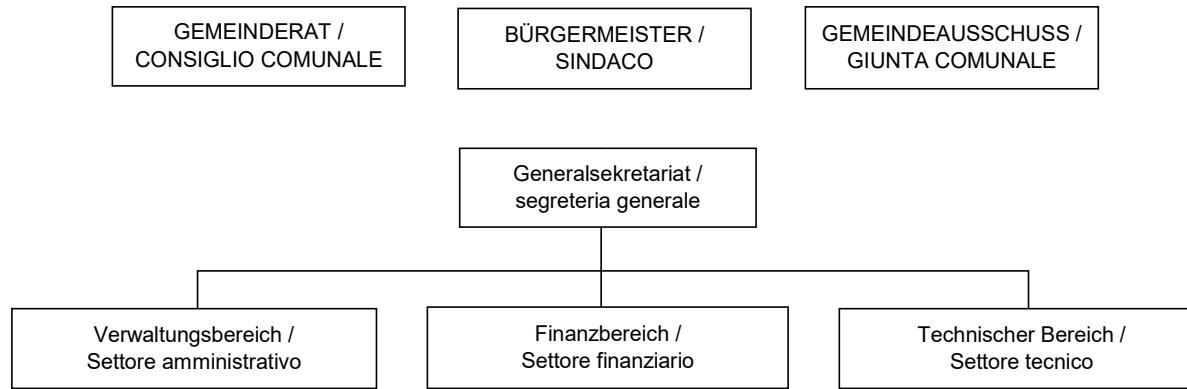 GEMEINDERAT /
CONSIGLIO COMUNALE
BÜRGERMEISTER /
SINDACO
GEMEINDEAUSSCHUSS /
GIUNTA COMUNALE
Generalsekretariat /
segreteria generale
Verwaltungsbereich /
Settore amministrativo
Finanzbereich /
Settore finanziario
Technischer Bereich /
Settore tecnico